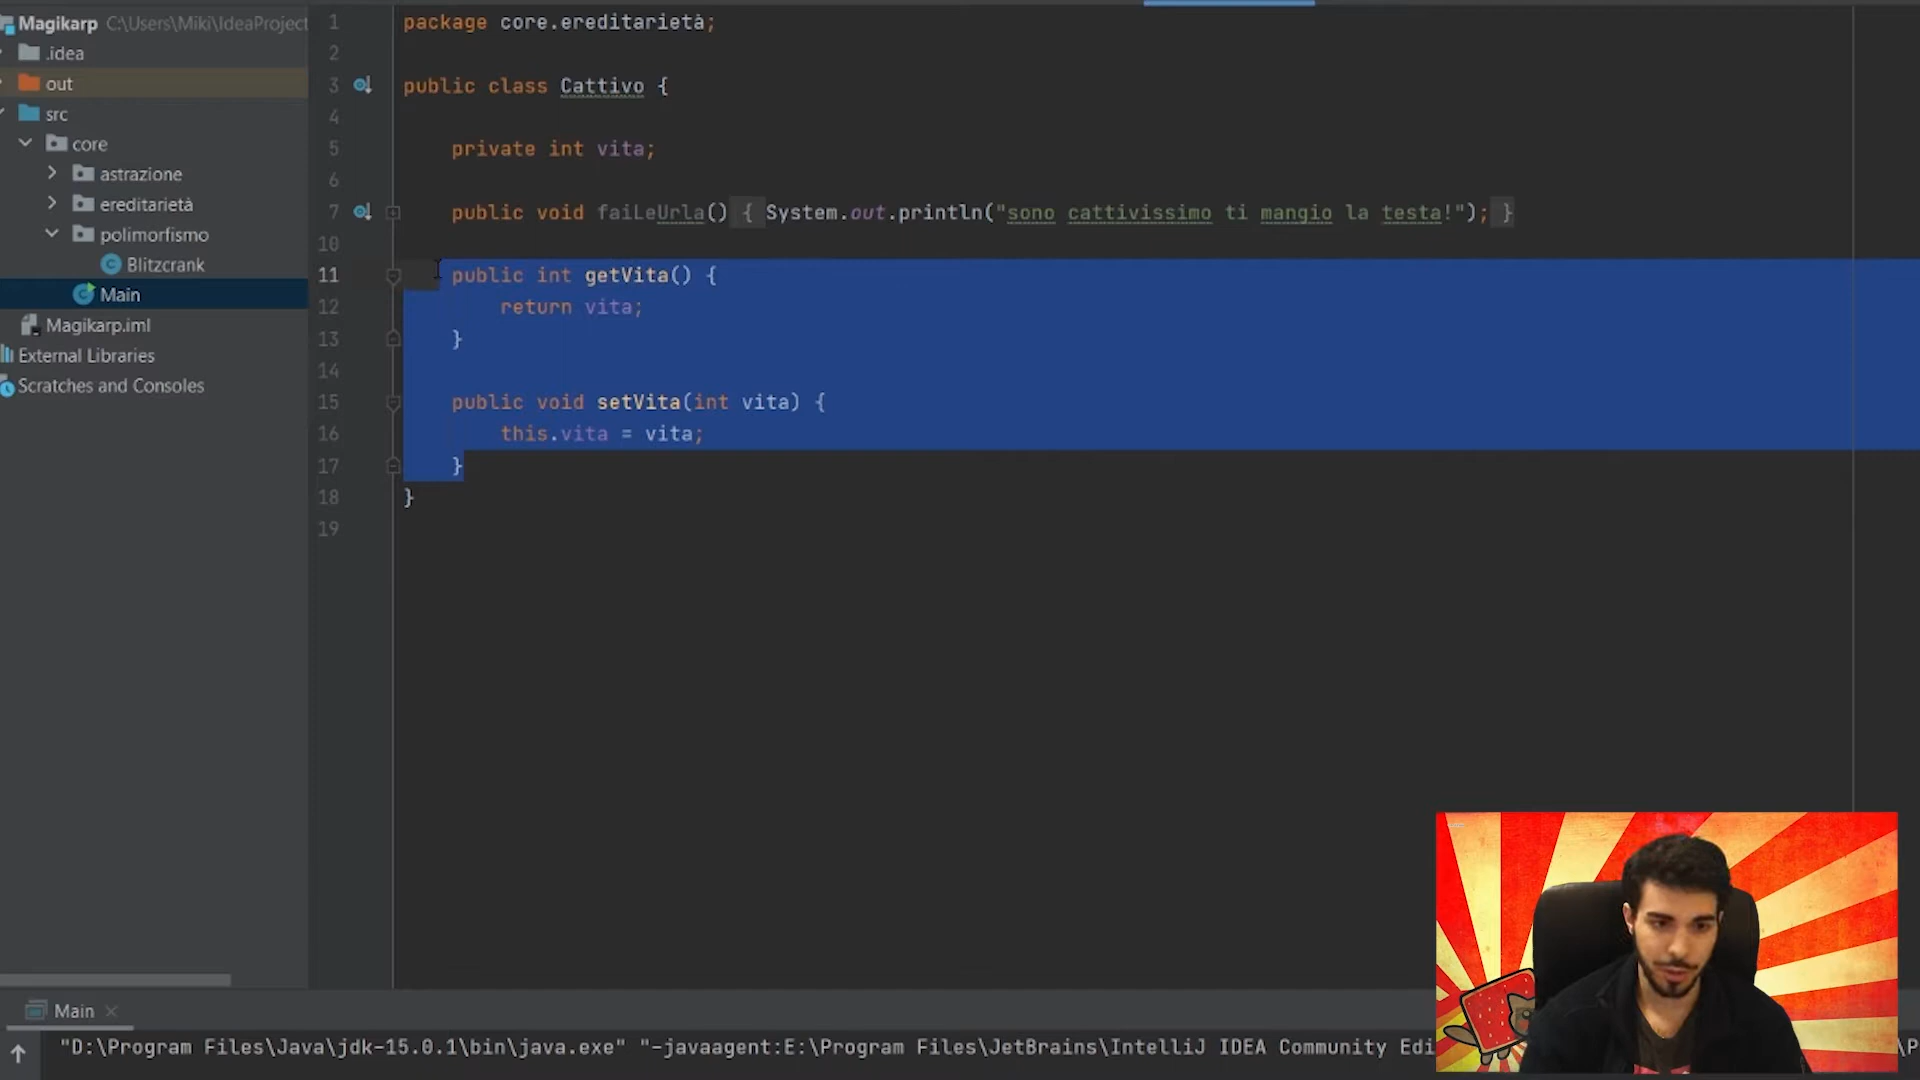 Magikarp C:\Users\Miki\IdeaProject
.idea
out
src
core
astrazione
ereditarietà
polimorfismo
Blitzcrank
Main
Magikarp.iml
External Libraries
Scratches and Consoles
1 package core.ereditarietà;
2
3 public class Cattivo {
4
5 private int vita;
6
7 public void faiLeUrla() { System.out.println("sono cattivissimo ti mangio la testa!"); }
10
11 public int getVita() {
12 return vita;
13 }
14
15 public void setVita(int vita) {
16 this.vita = vita;
17 }
18 }
19
Main
"D:\Program Files\Java\jdk-15.0.1\bin\java.exe" "-javaagent:E:\Program Files\JetBrains\IntelliJ IDEA Community Edi